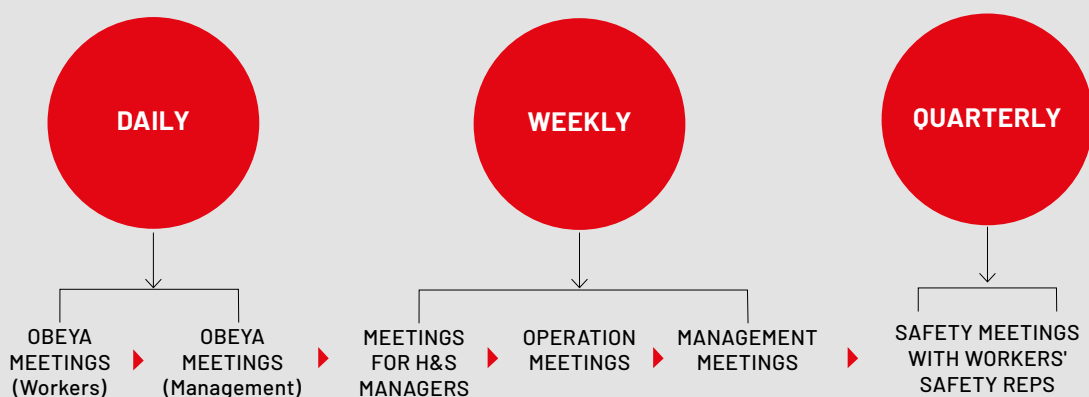 DAILY
WEEKLY
QUARTERLY
OBEYA
MEETINGS
(Workers)
OBEYA
MEETINGS
(Management)
MEETINGS
FOR H&S
MANAGERS
OPERATION
MEETINGS
MANAGEMENT
MEETINGS
SAFETY MEETINGS
WITH WORKERS'
SAFETY REPS